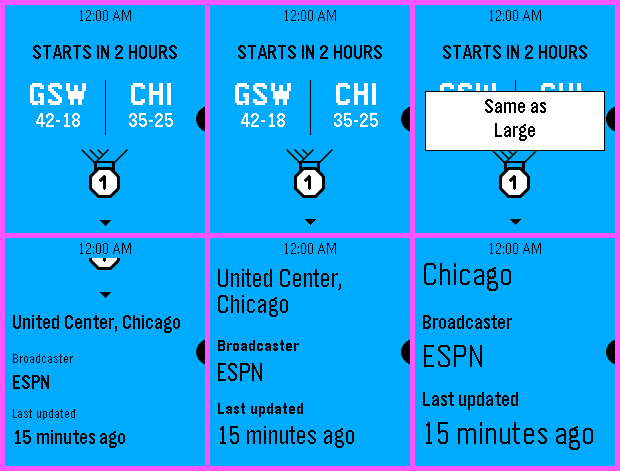 12:00 AM
STARTS IN 2 HOURS
GSW CHI
42-18 35-25
1
12:00 AM
STARTS IN 2 HOURS
GSW CHI
42-18 35-25
1
12:00 AM
STARTS IN 2 HOURS
Same as
Large
1
12:00 AM
United Center, Chicago
Broadcaster
ESPN
Last updated
15 minutes ago
12:00 AM
United Center,
Chicago
Broadcaster
ESPN
Last updated
15 minutes ago
12:00 AM
Chicago
Broadcaster
ESPN
Last updated
15 minutes ago